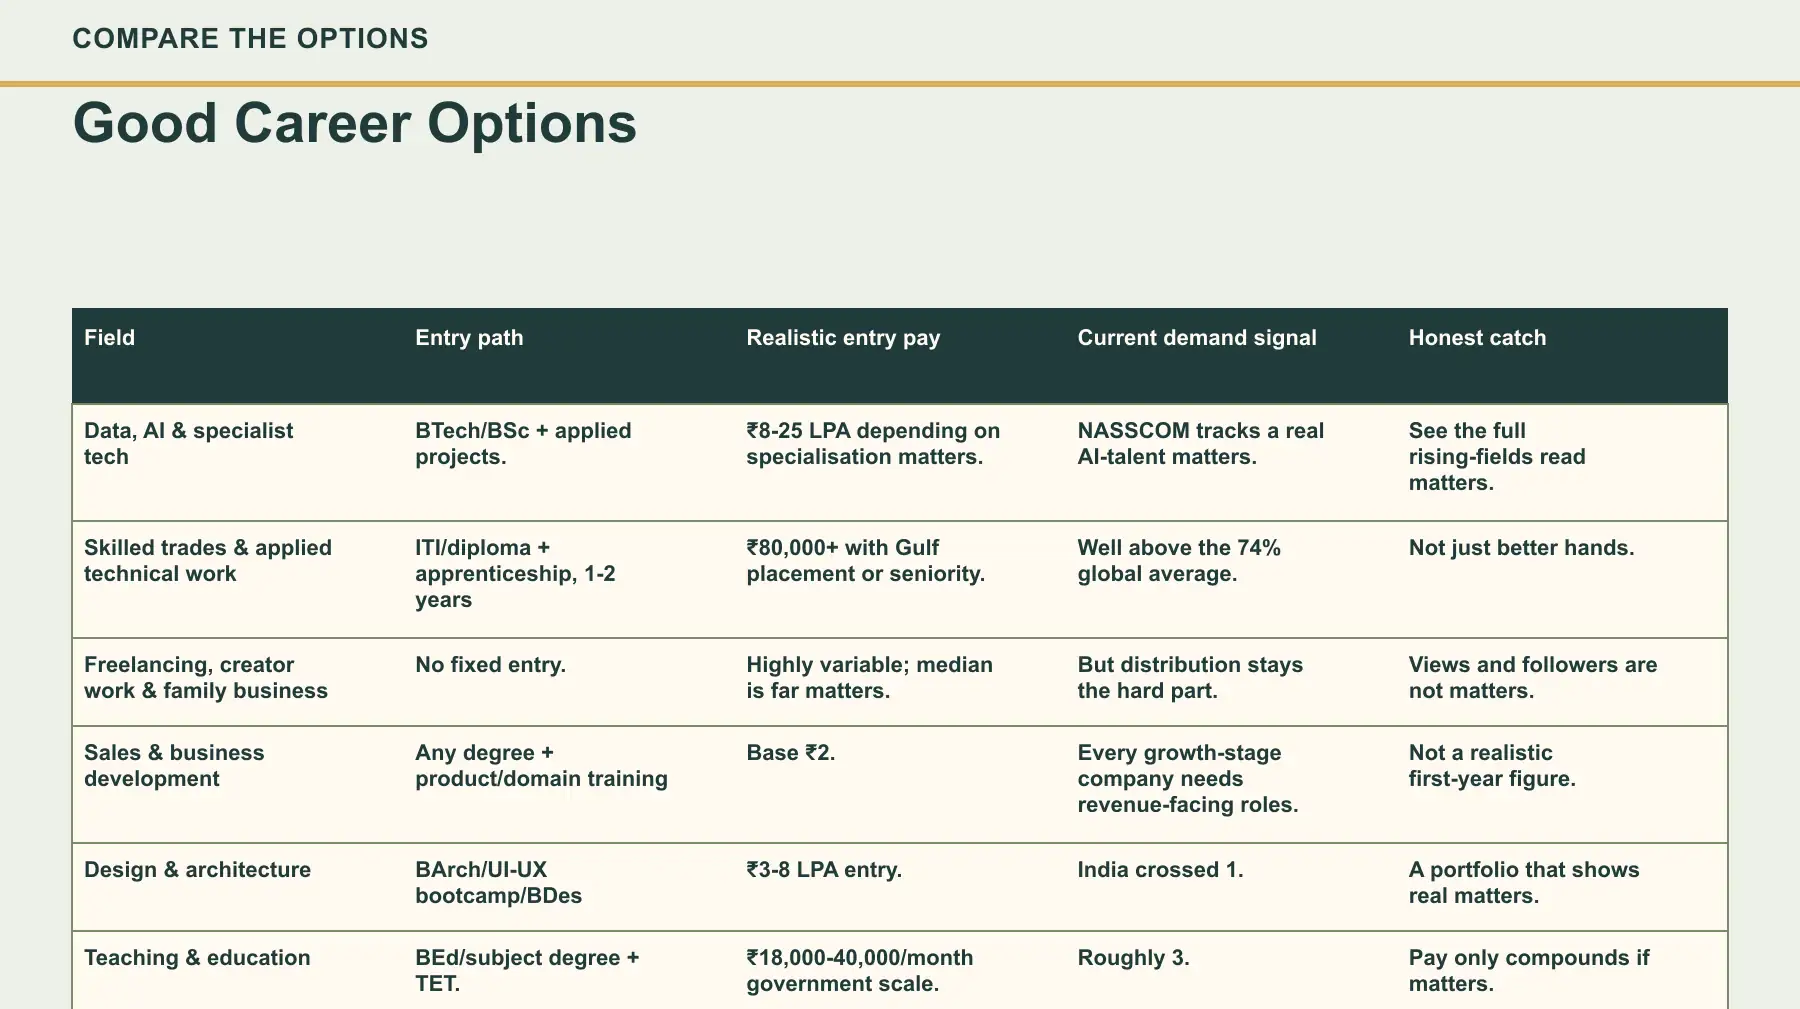 COMPARE THE OPTIONS
Good Career Options
Field Entry path Realistic entry pay Current demand signal Honest catch
Data, AI & specialist
tech
BTech/BSc + applied
projects.
₹8-25 LPA depending on
specialisation matters.
NASSCOM tracks a real
AI-talent matters.
See the full
rising-fields read
matters.
Skilled trades & applied
technical work
ITI/diploma +
apprenticeship, 1-2
years
₹80,000+ with Gulf
placement or seniority.
Well above the 74%
global average.
Not just better hands.
Freelancing, creator
work & family business
No fixed entry.
Highly variable; median
is far matters.
But distribution stays
the hard part.
Views and followers are
not matters.
Sales & business
development
Any degree +
product/domain training
Base ₹2.
Every growth-stage
company needs
revenue-facing roles.
Not a realistic
first-year figure.
Design & architecture
BArch/UI-UX
bootcamp/BDes
₹3-8 LPA entry.
India crossed 1.
A portfolio that shows
real matters.
Teaching & education
BEd/subject degree +
TET.
₹18,000-40,000/month
government scale.
Roughly 3.
Pay only compounds if
matters.